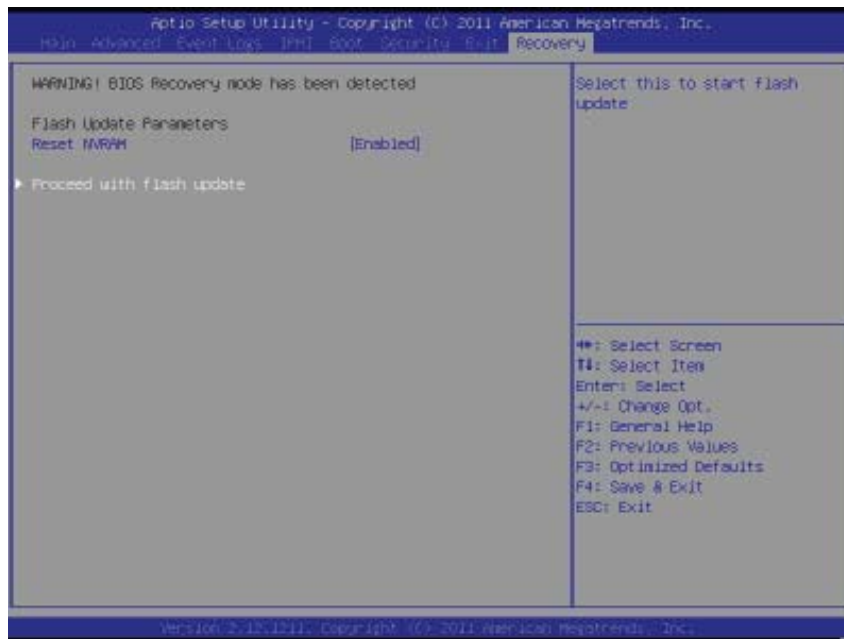 Aptio Setup Utility - Copyright (C) 2011 American Megatrends, Inc.
Main Advanced Event Logs IPMI Boot Security Exit Recovery
WARNING! BIOS Recovery mode has been detected
Flash Update Parameters
Reset NVRAM [Enabled]
Proceed with flash update
Select this to start flash
update
: Select Screen
: Select Item
Enter: Select
+/-: Change Opt.
F1: General Help
F2: Previous Values
F3: Optimized Defaults
F4: Save & Exit
ESC: Exit
Version 2.12.1211. Copyright (C) 2011 American Megatrends, Inc.